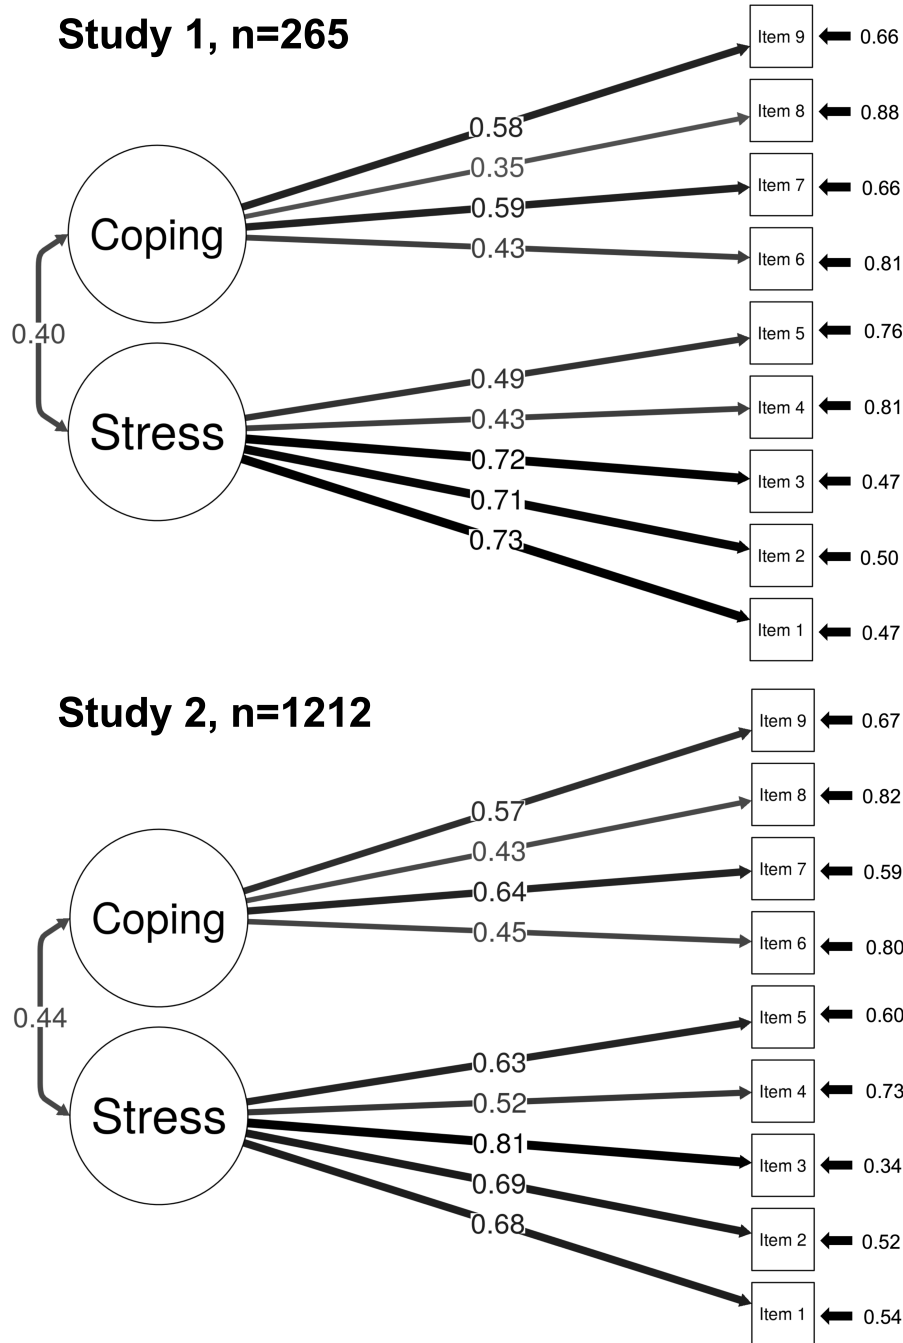 Study 1, n=265
Item 9 0.66
0.58
Item 8 0.88
0.35
Item 7 0.66
0.59
Coping
0.43
Item 6 0.81
0.40
Item 5 0.76
0.49
Item 4 0.81
0.43
Stress
0.72
Item 3 0.47
0.71
Item 2 0.50
0.73
Item 1 0.47
Study 2, n=1212
Item 9 0.67
0.57
Item 8 0.82
0.43
Item 7 0.59
0.64
Coping
0.45
Item 6 0.80
0.44
Item 5 0.60
0.63
Item 4 0.73
0.52
Stress
0.81
Item 3 0.34
0.69
Item 2 0.52
0.68
Item 1 0.54